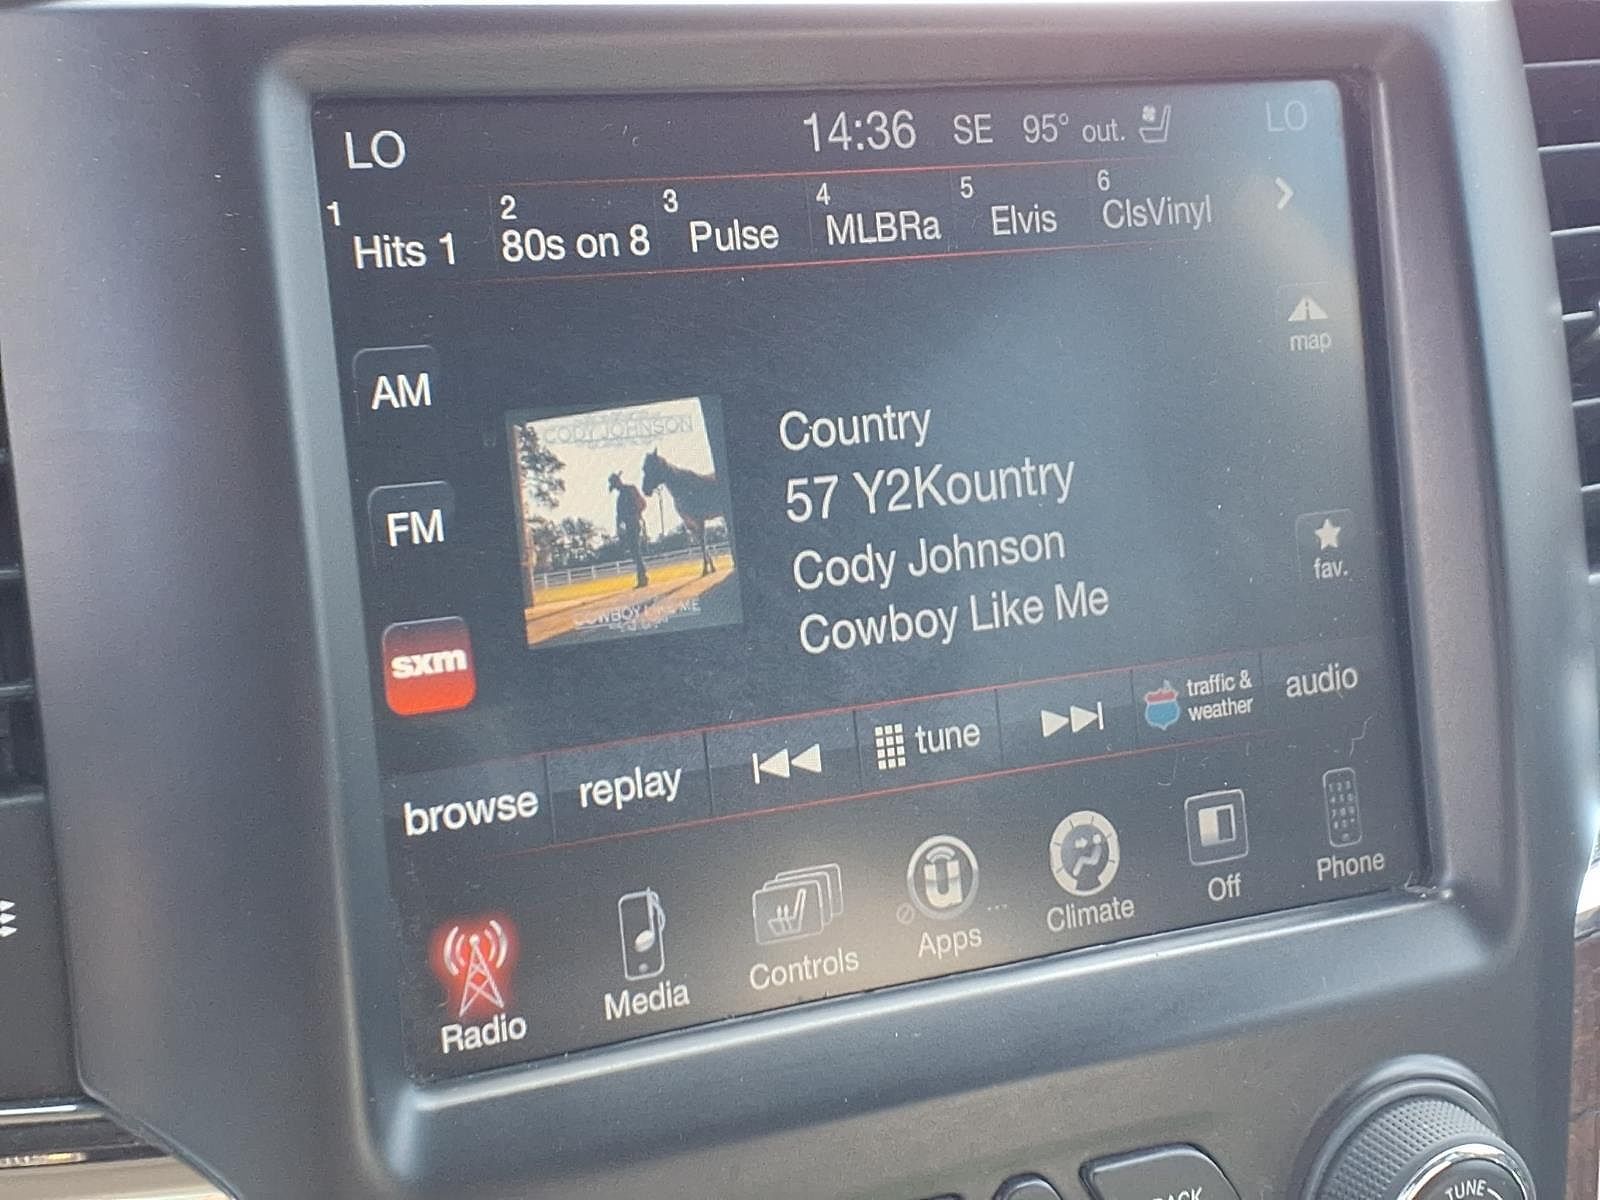 LO 14:36 SE 95° out. LO
1 Hits 1 2 80s on 8 3 Pulse 4 MLBRa 5 Elvis 6 ClsVinyl
map
AM
CODY JOHNSON
Country
57 Y2Kountry
FM
Cody Johnson
fav.
COWBOY LIKE ME
Cowboy Like Me
sxm
browse replay tune traffic & weather audio
Radio Media Controls Apps Climate Off Phone
TUNE